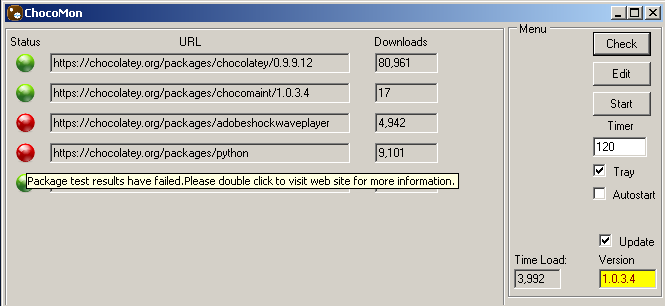 ChocoMon
Status URL Downloads
https://chocolatey.org/packages/chocolatey/0.9.9.12 80,961
https://chocolatey.org/packages/chocomaint/1.0.3.4 17
https://chocolatey.org/packages/adobeshockwaveplayer 4,942
https://chocolatey.org/packages/python 9,101
Package test results have failed.Please double click to visit web site for more information.
Menu
Check
Edit
Start
Timer
120
Tray
Autostart
Update
Time Load: Version
3,992 1.0.3.4